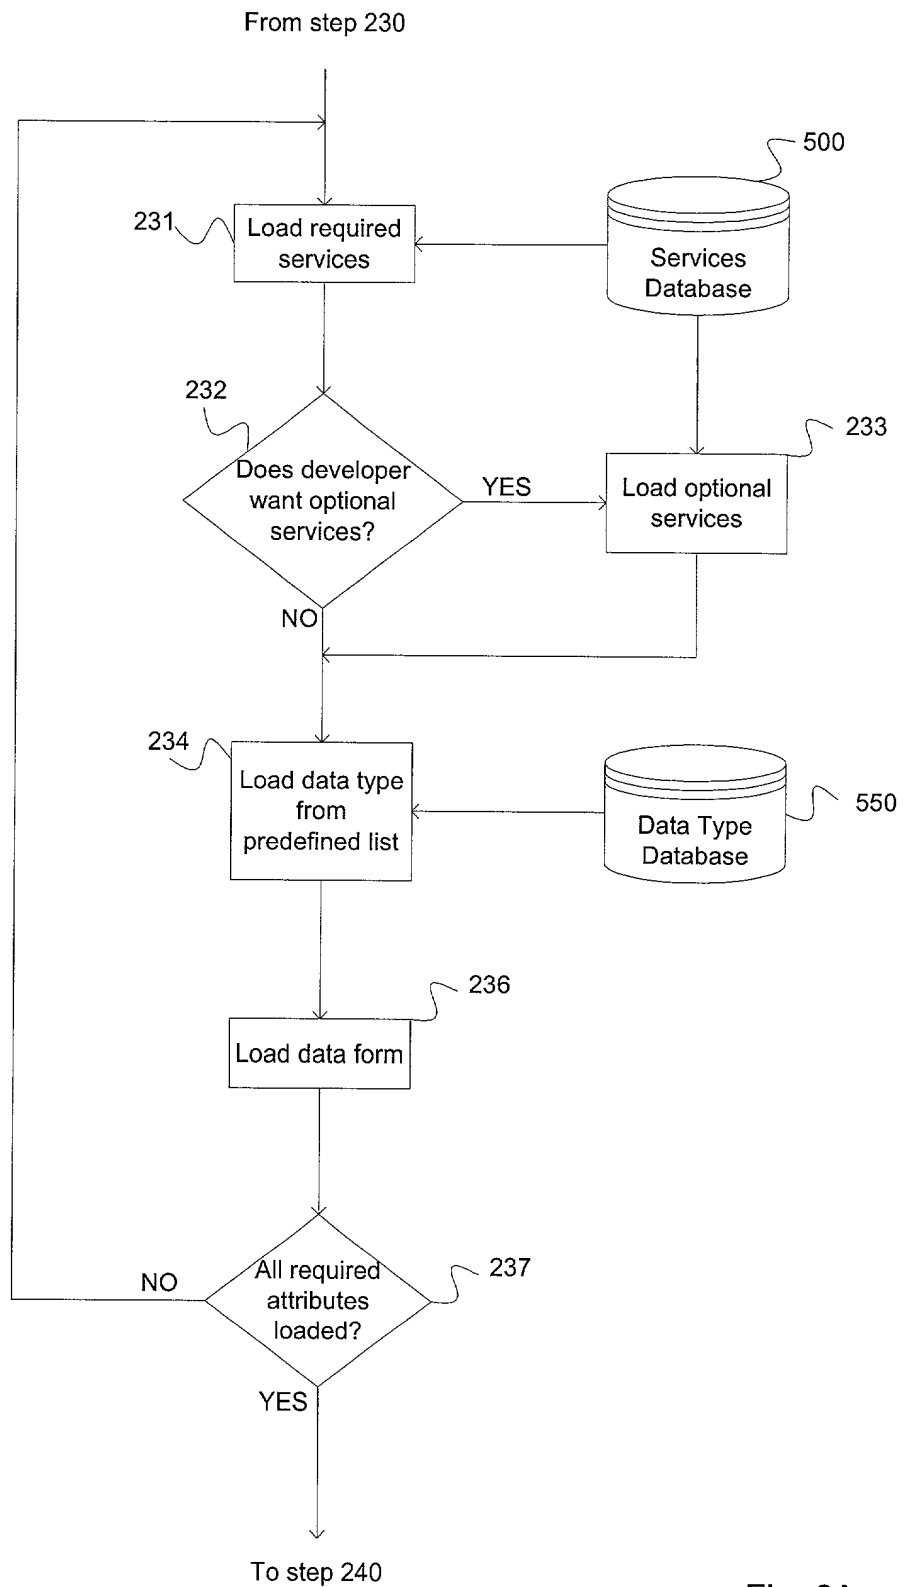 From step 230
500
231
Load required
services
Services
Database
232
233
Does developer
want optional
services?
YES
Load optional
services
NO
234
Load data type
from
predefined list
550
Data Type
Database
236
Load data form
237
All required
attributes
loaded?
NO
YES
To step 240